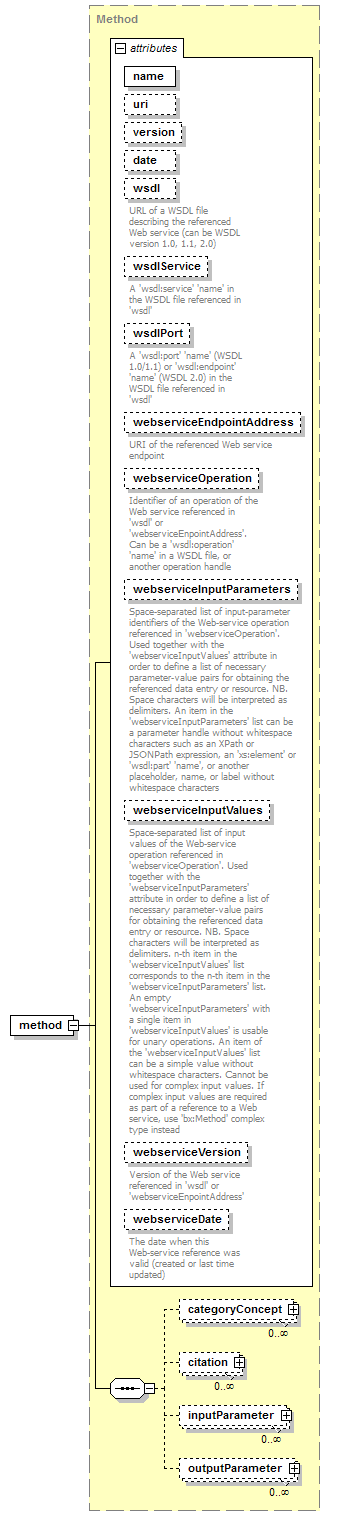 Method
attributes
name
uri
version
date
wsdl
URL of a WSDL file
describing the referenced
Web service (can be WSDL
version 1.0, 1.1, 2.0)
wsdlService
A 'wsdl:service' 'name' in
the WSDL file referenced in
'wsdl'
wsdlPort
A 'wsdl:port' 'name' (WSDL
1.0/1.1) or 'wsdl:endpoint'
'name' (WSDL 2.0) in the
WSDL file referenced in
'wsdl'
webserviceEndpointAddress
URI of the referenced Web service
endpoint
webserviceOperation
Identifier of an operation of the
Web service referenced in
'wsdl' or
'webserviceEnpointAddress'.
Can be a 'wsdl:operation'
'name' in a WSDL file, or
another operation handle
webserviceInputParameters
Space-separated list of input-parameter
identifiers of the Web-service operation
referenced in 'webserviceOperation'.
Used together with the
'webserviceInputValues' attribute in
order to define a list of necessary
parameter-value pairs for obtaining the
referenced data entry or resource. NB.
Space characters will be interpreted as
delimiters. An item in the
'webserviceInputParameters' list can be
a parameter handle without whitespace
characters such as an XPath or
JSONPath expression, an 'xs:element' or
'wsdl:part' 'name', or another
placeholder, name, or label without
whitespace characters
webserviceInputValues
Space-separated list of input
values of the Web-service
operation referenced in
'webserviceOperation'. Used
together with the
'webserviceInputParameters'
attribute in order to define a list of
necessary parameter-value pairs
for obtaining the referenced data
entry or resource. NB. Space
characters will be interpreted as
delimiters. n-th item in the
'webserviceInputValues' list
corresponds to the n-th item in the
'webserviceInputParameters' list.
An empty
'webserviceInputParameters' with
a single item in
'webserviceInputValues' is usable
for unary operations. An item of
the 'webserviceInputValues' list
can be a simple value without
whitespace characters. Cannot be
used for complex input values. If
complex input values are required
as part of a reference to a Web
service, use 'bx:Method' complex
type instead
method
webserviceVersion
Version of the Web service
referenced in 'wsdl' or
'webserviceEnpointAddress'
webserviceDate
The date when this
Web-service reference was
valid (created or last time
updated)
categoryConcept
0..∞
citation
0..∞
inputParameter
0..∞
outputParameter
0..∞